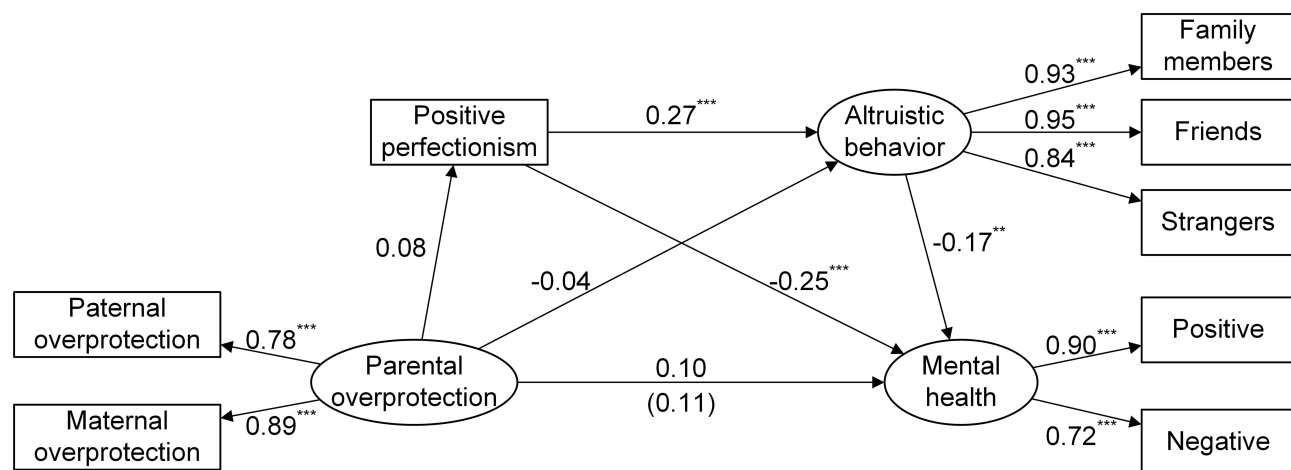 Family
members
0.93***
Positive
perfectionism
0.27***
Altruistic
behavior
0.95***
Friends
0.84***
Strangers
0.08
-0.04
-0.25***
-0.17**
Paternal
overprotection
0.78***
Parental
overprotection
0.10
(0.11)
Mental
health
0.90***
Positive
Maternal
overprotection
0.89***
0.72***
Negative